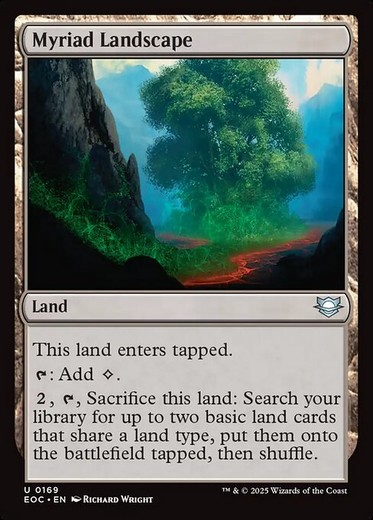 Myriad Landscape
Land
This land enters tapped.
: Add .
2, , Sacrifice this land: Search your
library for up to two basic land cards
that share a land type, put them onto
the battlefield tapped, then shuffle.
U 0169
EOC • EN Richard Wright
™ & © 2025 Wizards of the Coast